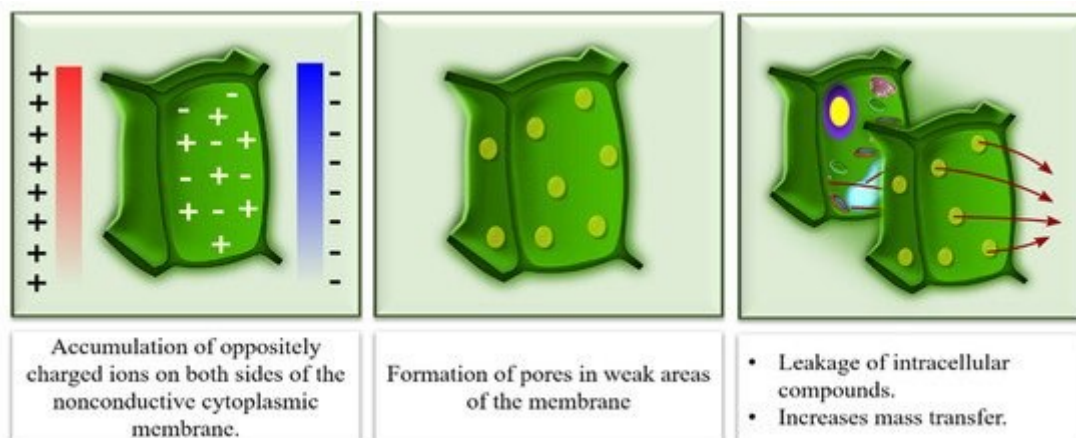 Accumulation of oppositely
charged ions on both sides of the
nonconductive cytoplasmic
membrane.
Formation of pores in weak areas
of the membrane
• Leakage of intracellular
compounds.
• Increases mass transfer.